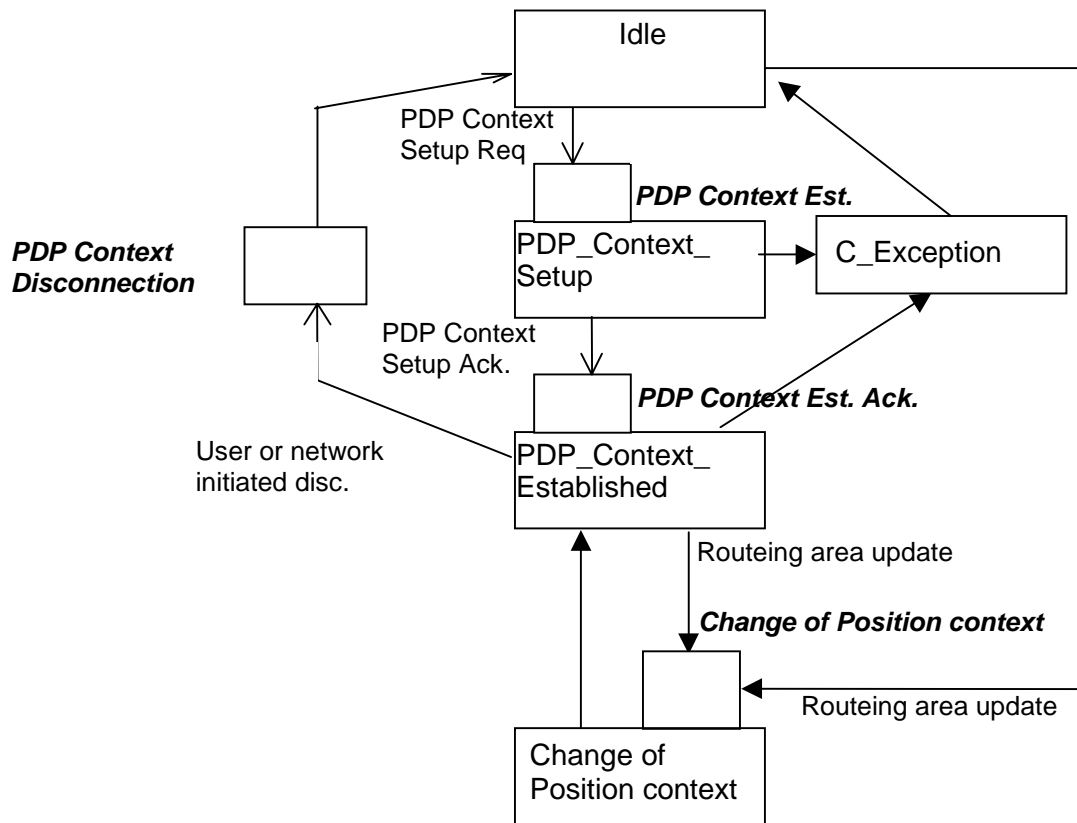 Idle
PDP Context
Setup Req
PDP Context Est.
PDP Context
Disconnection
PDP_Context_
Setup
C_Exception
PDP Context
Setup Ack.
PDP Context Est. Ack.
User or network
initiated disc.
PDP_Context_
Established
Routeing area update
Change of Position context
Routeing area update
Change of
Position context